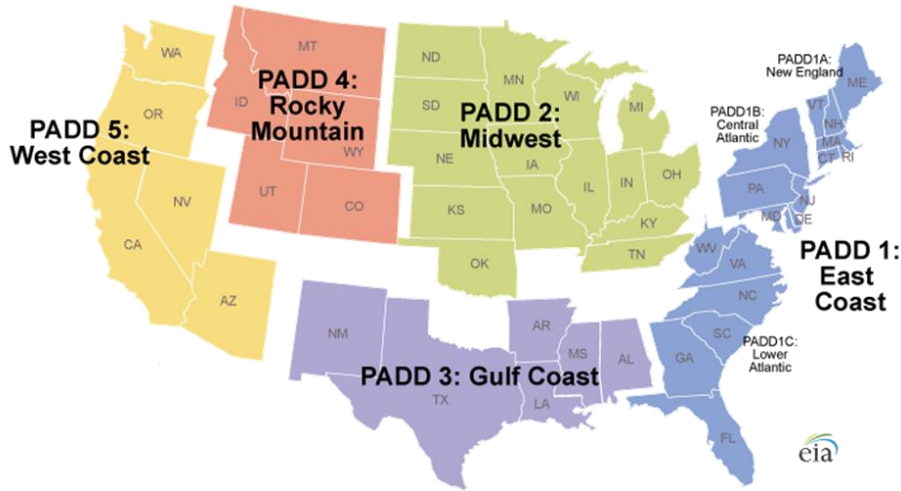 WA
OR
PADD 5:
West Coast
NV
CA
AZ
MT
PADD 4:
Rocky
Mountain
ID
WY
UT
CO
ND
MN
SD
WI
MI
PADD 2:
Midwest
NE
IA
IL
IN
OH
KS
MO
KY
OK
TN
NM
AR
MS
AL
PADD 3: Gulf Coast
TX
LA
PADD1A:
New England
ME
VT
NH
PADD1B:
Central
Atlantic
NY
MA
CT
RI
PA
NJ
MD
DE
WV
VA
PADD 1:
East
Coast
NC
SC
PADD1C:
Lower
Atlantic
GA
FL
eia